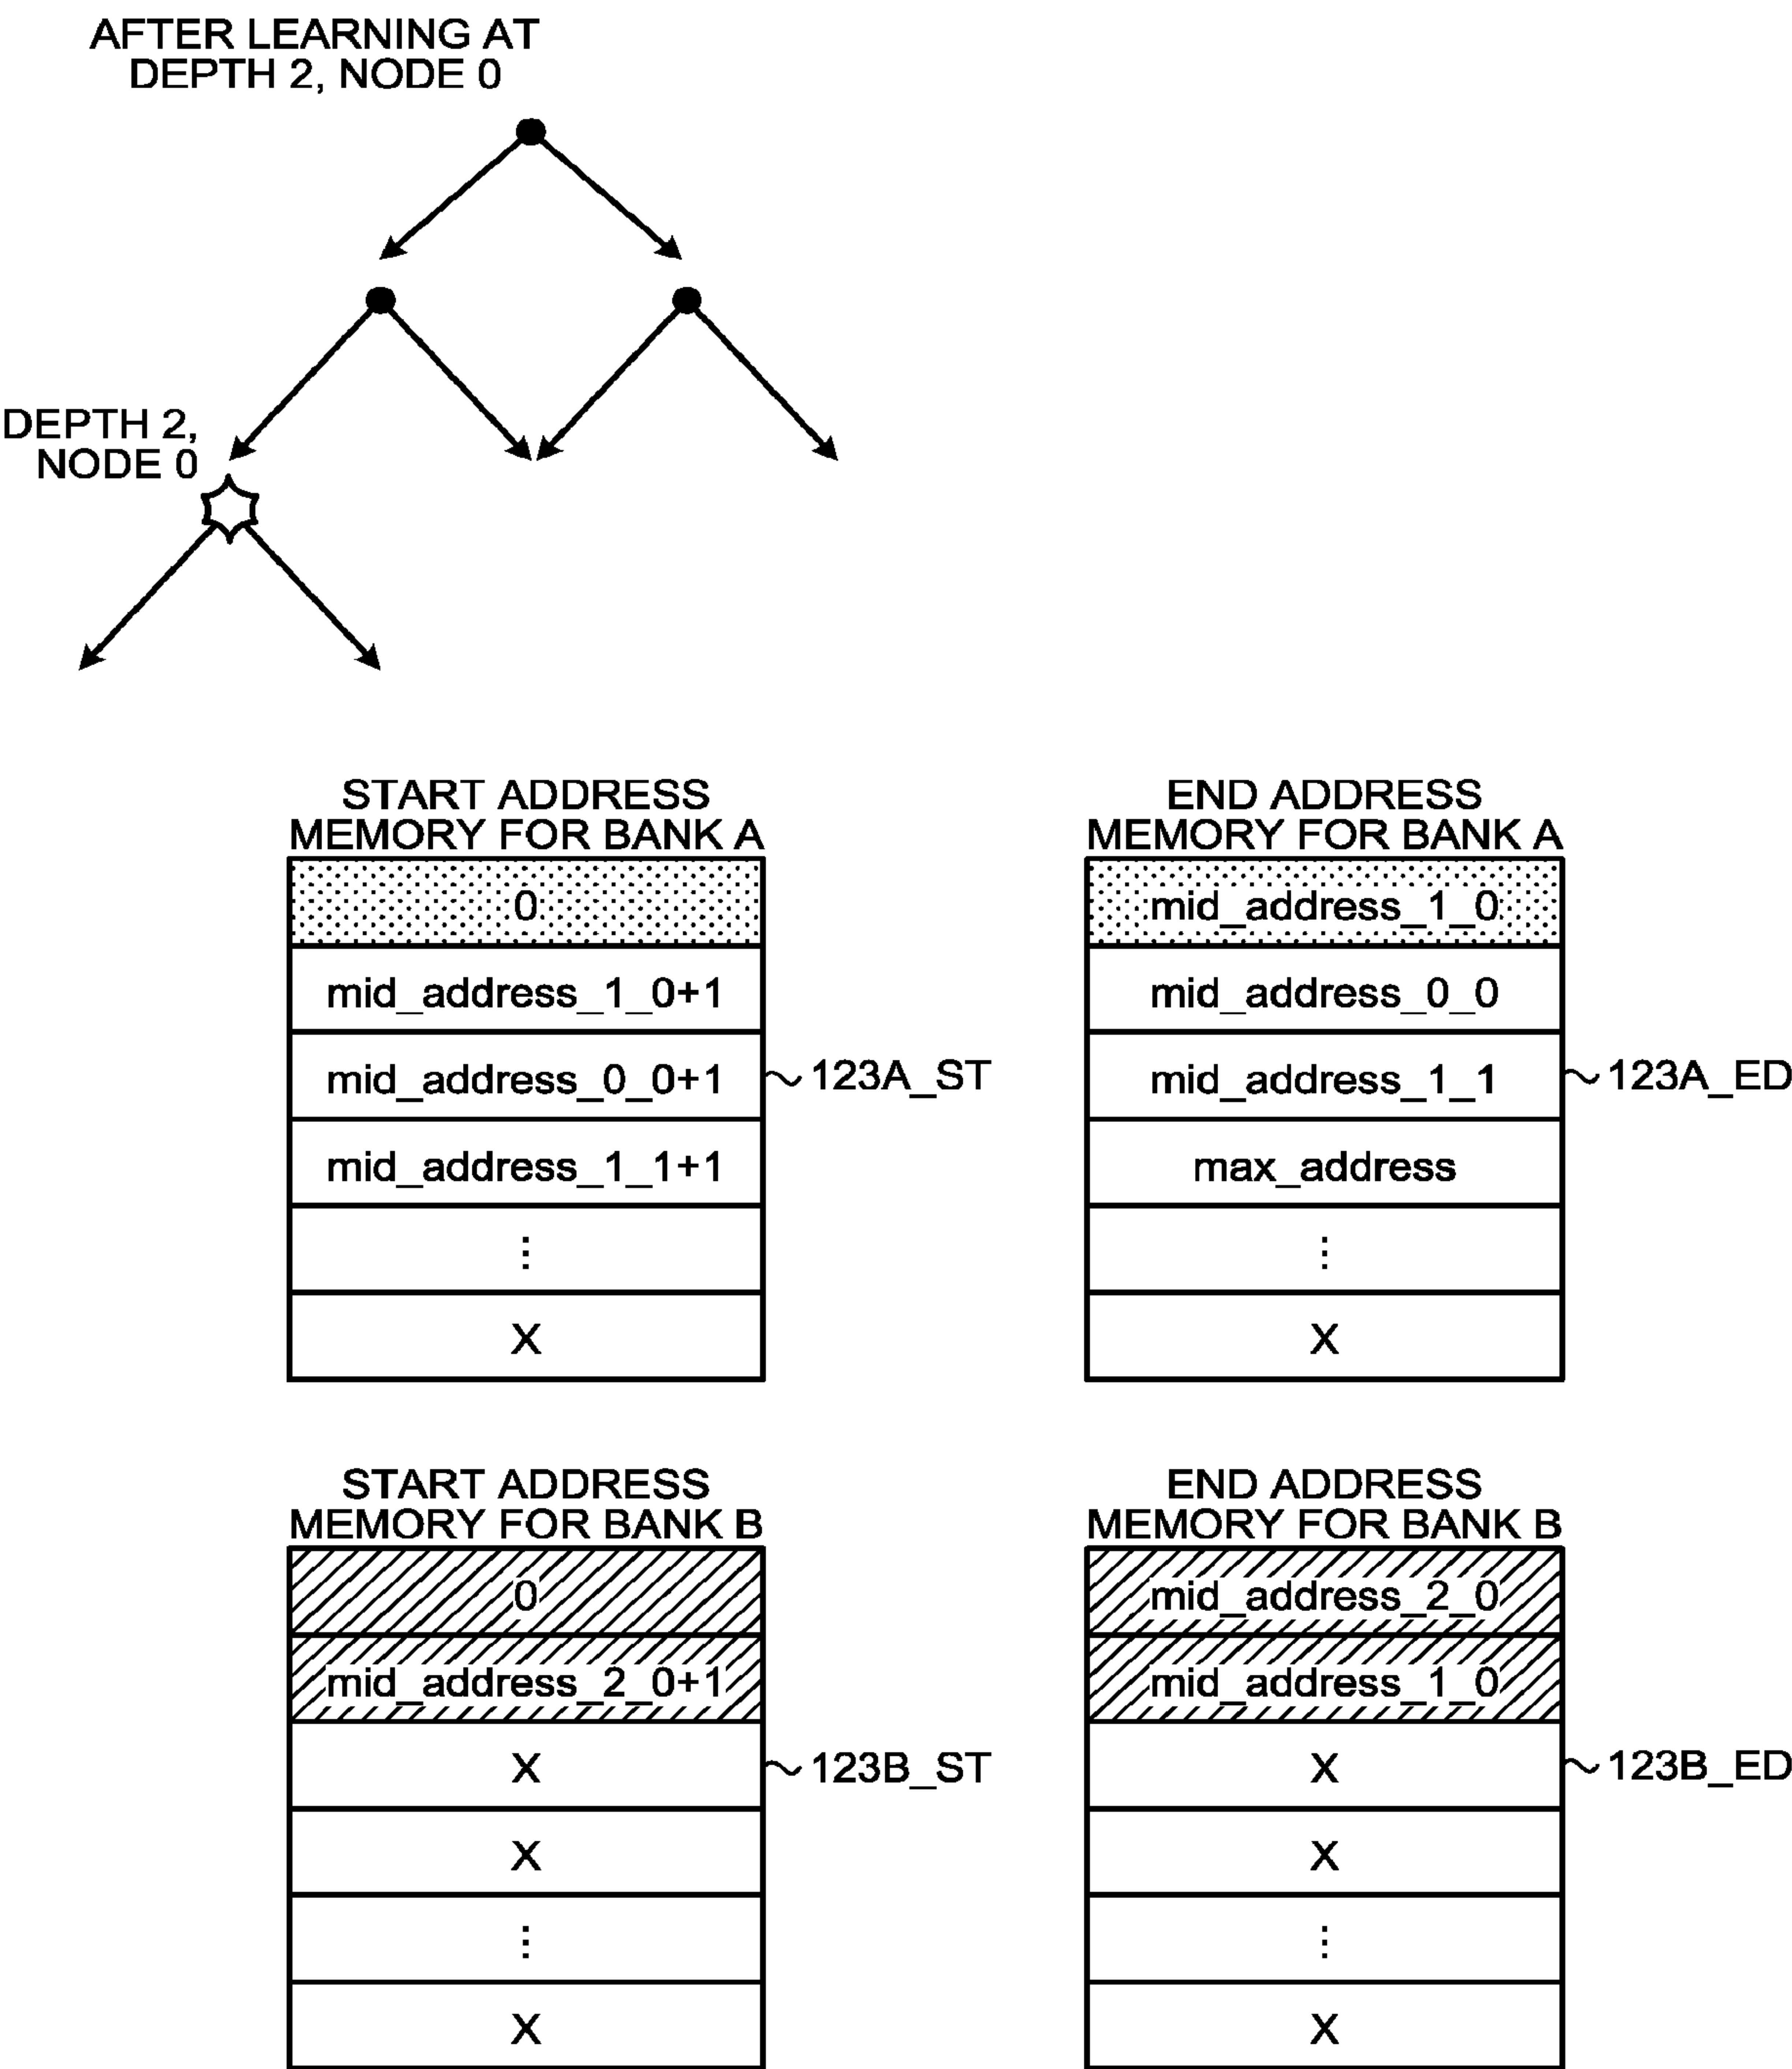 AFTER LEARNING AT
DEPTH 2, NODE 0
DEPTH 2,
NODE 0
START ADDRESS
MEMORY FOR BANK A
0
mid_address_1_0+1
mid_address_0_0+1
mid_address_1_1+1
⋮
X
123A_ST
END ADDRESS
MEMORY FOR BANK A
mid_address_1_0
mid_address_0_0
mid_address_1_1
max_address
⋮
X
123A_ED
START ADDRESS
MEMORY FOR BANK B
0
mid_address_2_0+1
X
X
⋮
X
123B_ST
END ADDRESS
MEMORY FOR BANK B
mid_address_2_0
mid_address_1_0
X
X
⋮
X
123B_ED